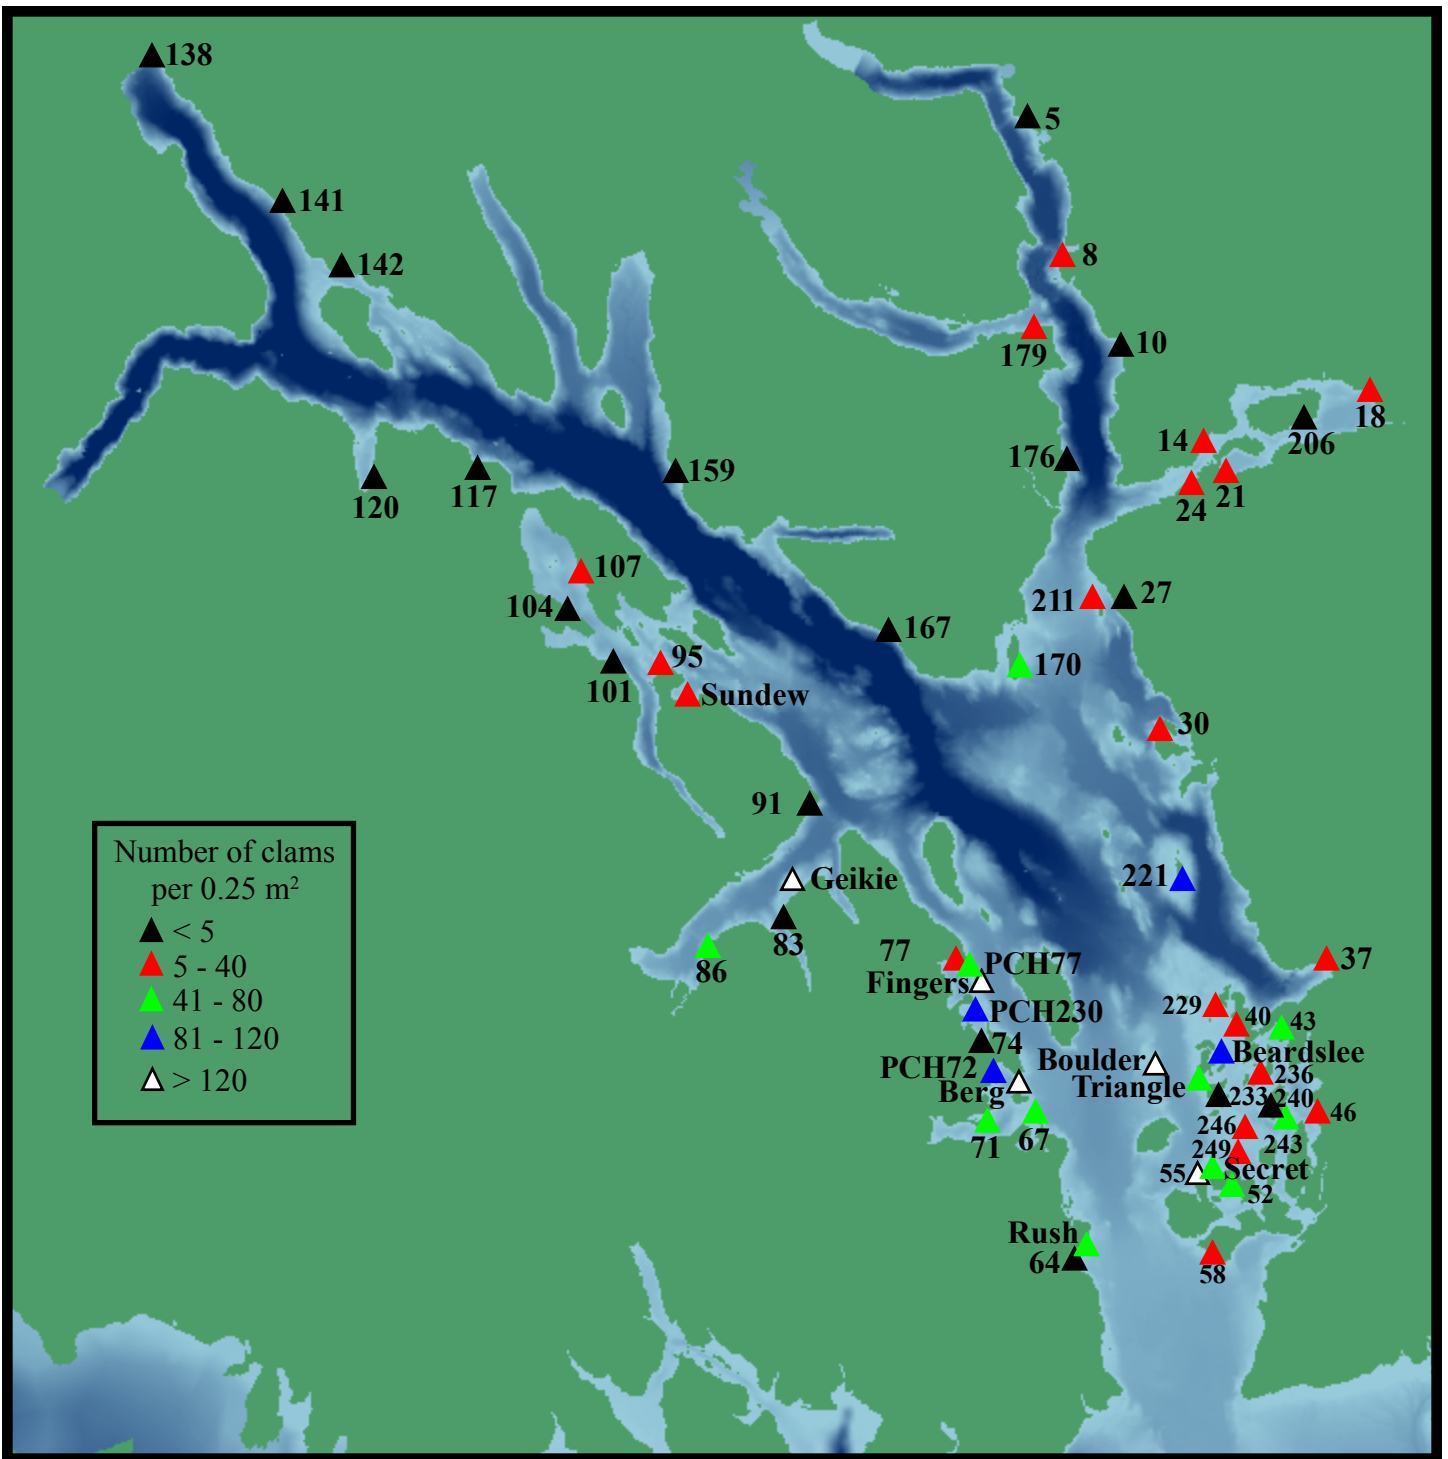 138
5
141
8
142
10
179
18
14
206
176
159
21
120
117
24
107
104
211
27
167
95
170
101
Sundew
30
91
Number of clams
per 0.25 m²
< 5
5 - 40
41 - 80
81 - 120
> 120
Geikie
221
83
86
77
PCH77
37
Fingers
229
PCH230
40
43
74
Beardslee
Boulder
PCH72
236
Triangle
Berg
233
240
46
67
246
71
243
249
Secret
55
52
Rush
64
58